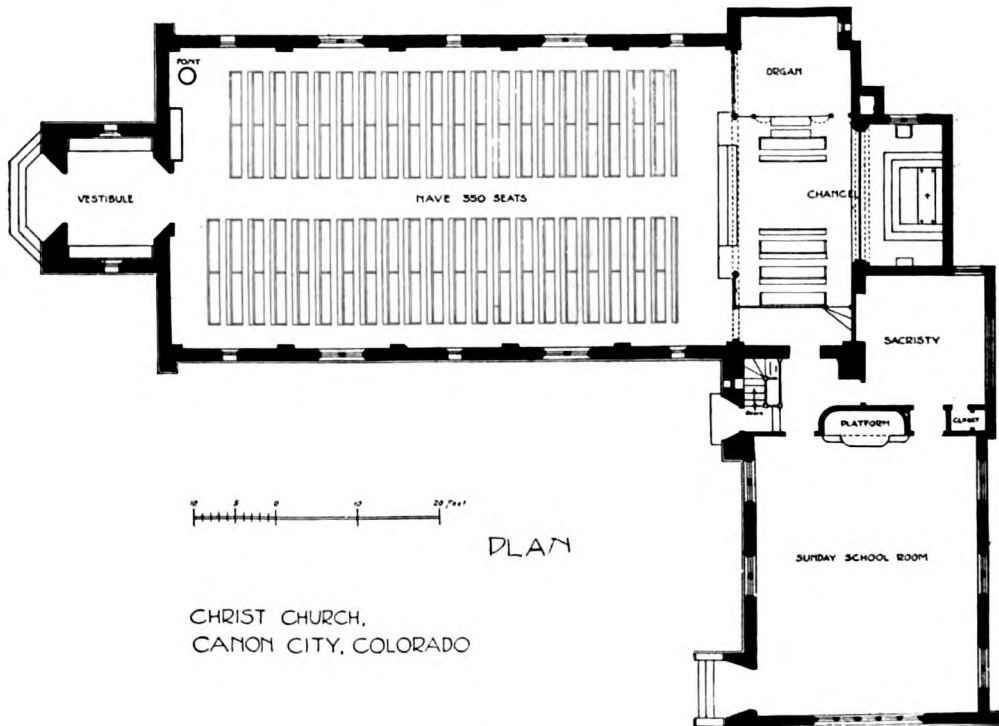 FONT
ORGAN
VESTIBULE
NAVE 350 SEATS
CHANCEL
SACRISTY
down
PLATFORM
CLOSET
10 5 0 10 20 Feet
PLAN
SUNDAY SCHOOL ROOM
CHRIST CHURCH,
CANON CITY, COLORADO